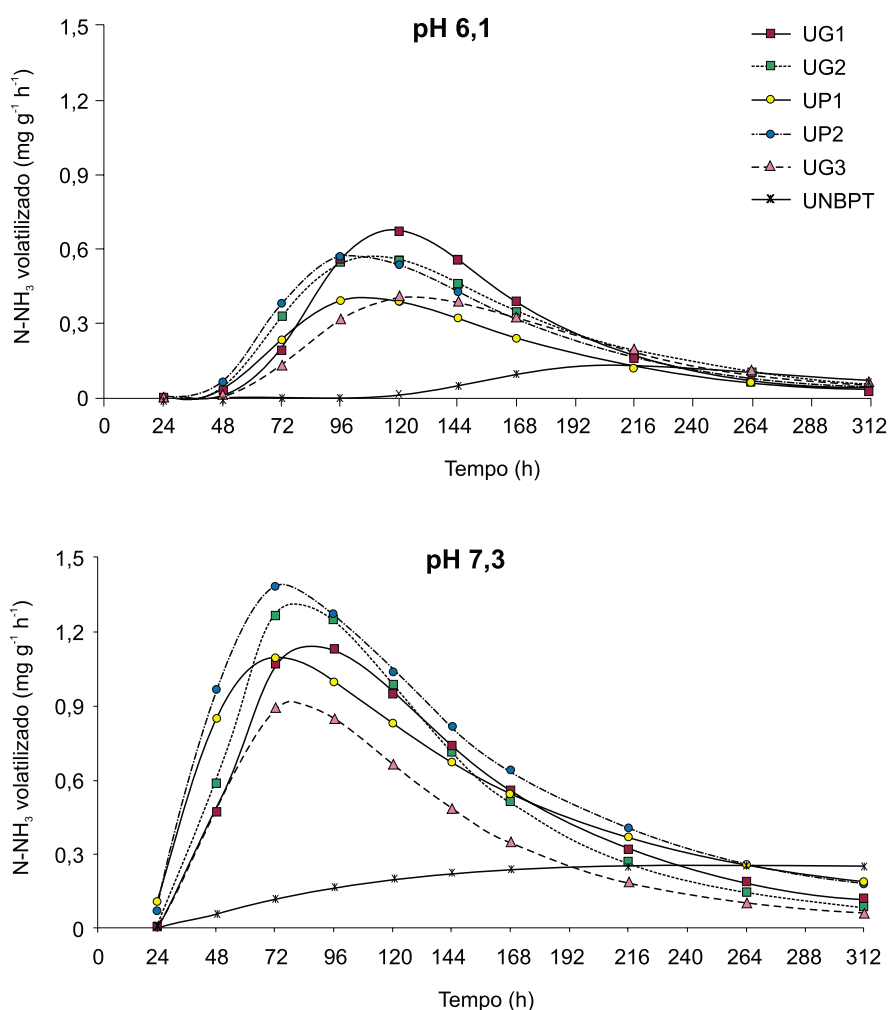 pH 6,1
N-NH₃ volatilizado (mg g⁻¹ h⁻¹)
1,5
1,2
0,9
0,6
0,3
0
UG1
UG2
UP1
UP2
UG3
UNBPT
0 24 48 72 96 120 144 168 192 216 240 264 288 312
Tempo (h)
pH 7,3
N-NH₃ volatilizado (mg g⁻¹ h⁻¹)
1,5
1,2
0,9
0,6
0,3
0
0 24 48 72 96 120 144 168 192 216 240 264 288 312
Tempo (h)